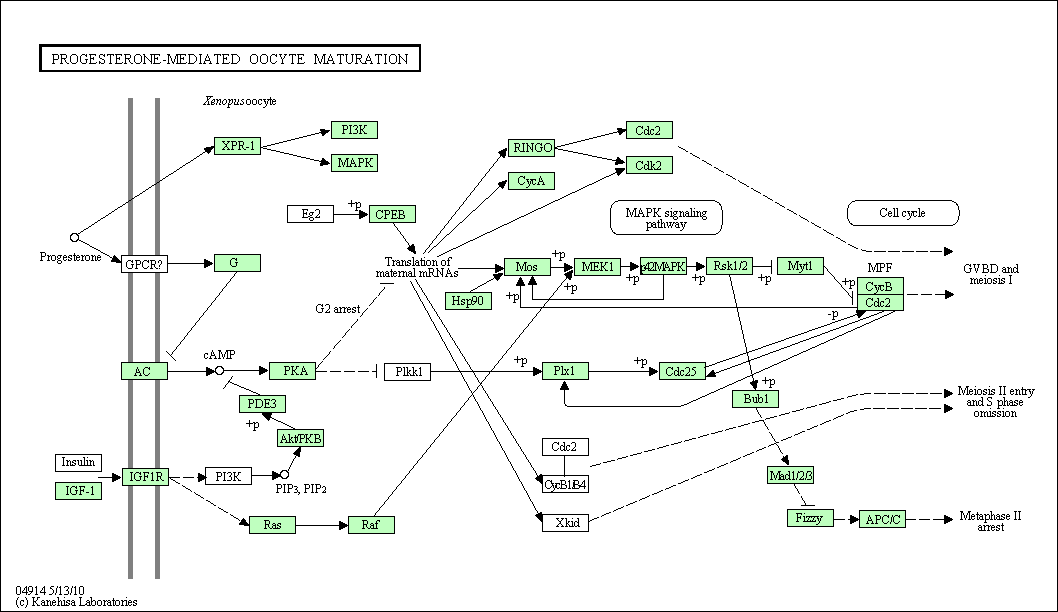 PROGESTERONE-MEDIATED OOCYTE MATURATION
Xenopus oocyte
XPR-1
PI3K
MAPK
RINGO
CycA
Cdc2
Cdk2
Eg2
+p
CPEB
MAPK signaling
pathway
Cell cycle
Progesterone
GPCR?
G
Translation of
maternal mRNAs
Mos
+p
MEK1
+p
p42MAPK
+p
Rsk1/2
+p
Myt1
+p
MPF
CycB
Cdc2
GVBD and
meiosis I
Hsp90
+p
+p
-p
G2 arrest
AC
cAMP
PKA
Plkk1
+p
Plx1
+p
Cdc25
+p
Bub1
PDE3
+p
Akt/PKB
Meiosis II entry
and S phase
omission
Insulin
IGF-1
IGF1R
PI3K
PIP3, PIP2
Cdc2
CycB1/B4
Mad1/2/3
Ras
Raf
Xkid
Fizzy
APC/C
Metaphase II
arrest
04914 5/13/10
(c) Kanehisa Laboratories